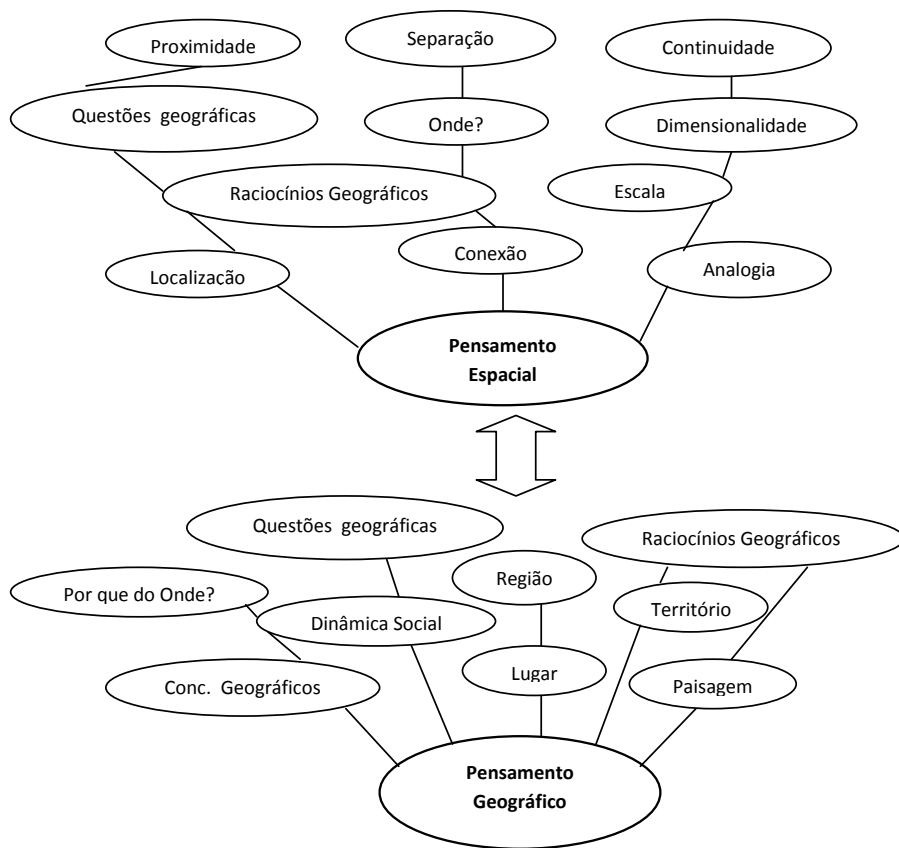 Proximidade
Separação
Continuidade
Questões geográficas
Onde?
Dimensionalidade
Raciocínios Geográficos
Escala
Conexão
Localização
Analogia
Pensamento
Espacial
Questões geográficas
Raciocínios Geográficos
Região
Por que do Onde?
Território
Dinâmica Social
Lugar
Conc. Geográficos
Paisagem
Pensamento
Geográfico